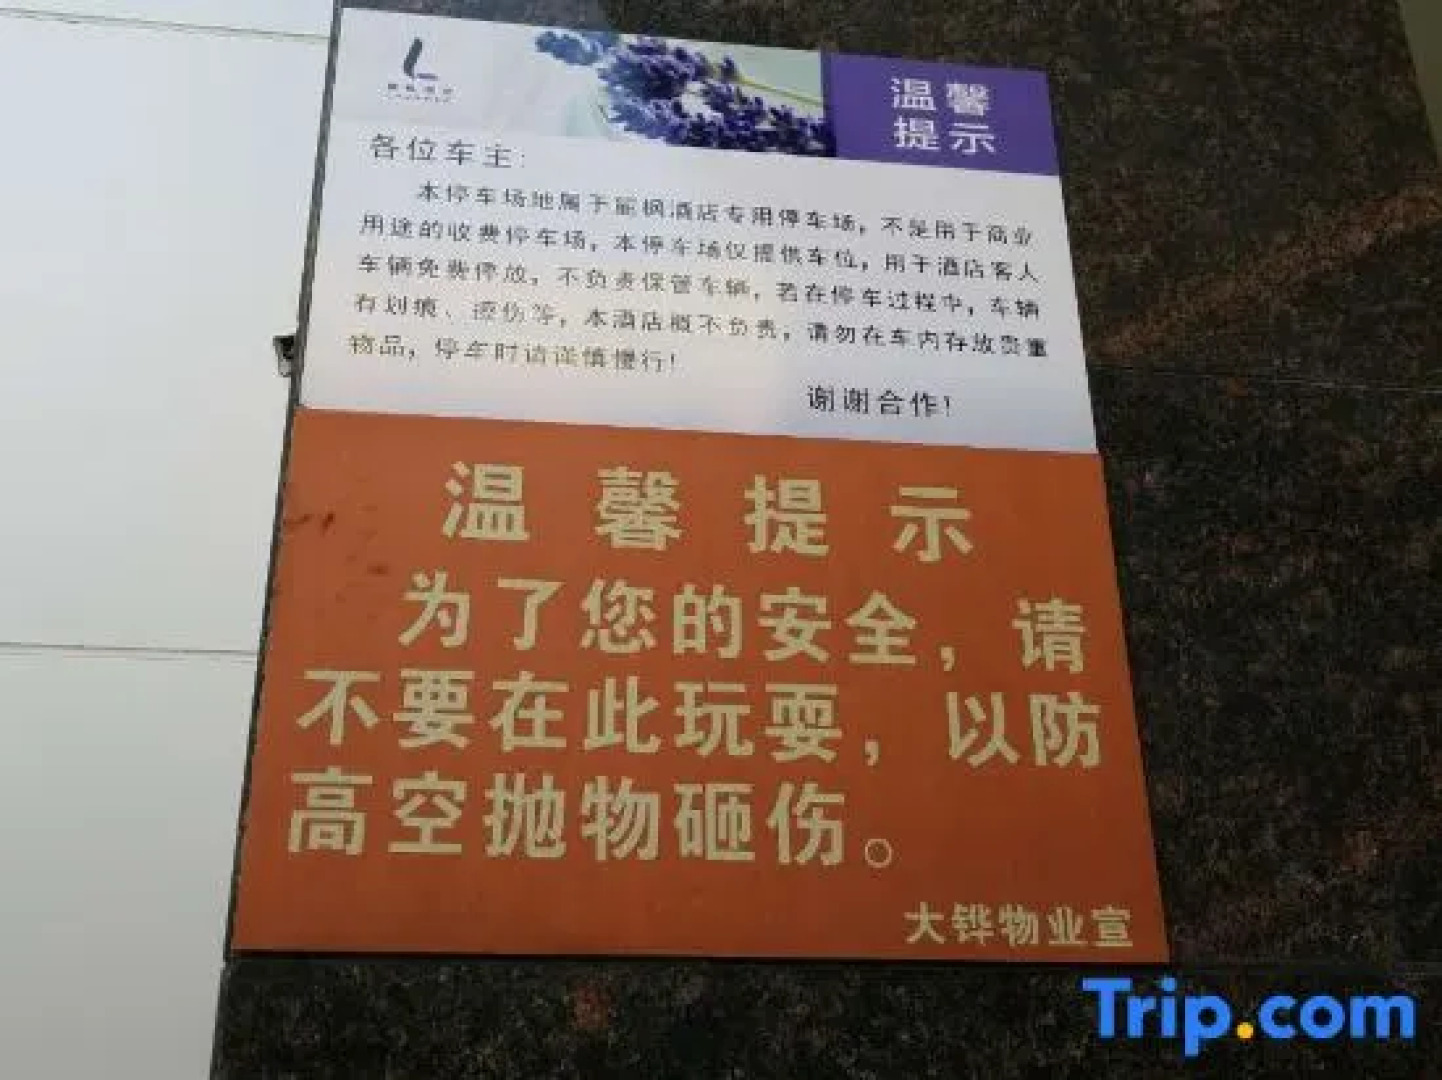 温馨
提示
各位车主：
本停车场地属于能枫酒店专用停车场，不是用于商业
用途的收费停车场，本停车场仅提供车位，用于酒店客人
车辆免费停放，不负责保管车辆，若在停车过程中，车辆
有划痕、烫伤等，本酒店概不负责，请勿在车内存放贵重
物品，停车时请谨慎慢行！
谢谢合作！
温馨提示
为了您的安全，请
不要在此玩耍，以防
高空抛物砸伤。
大铧物业宣
Trip.com